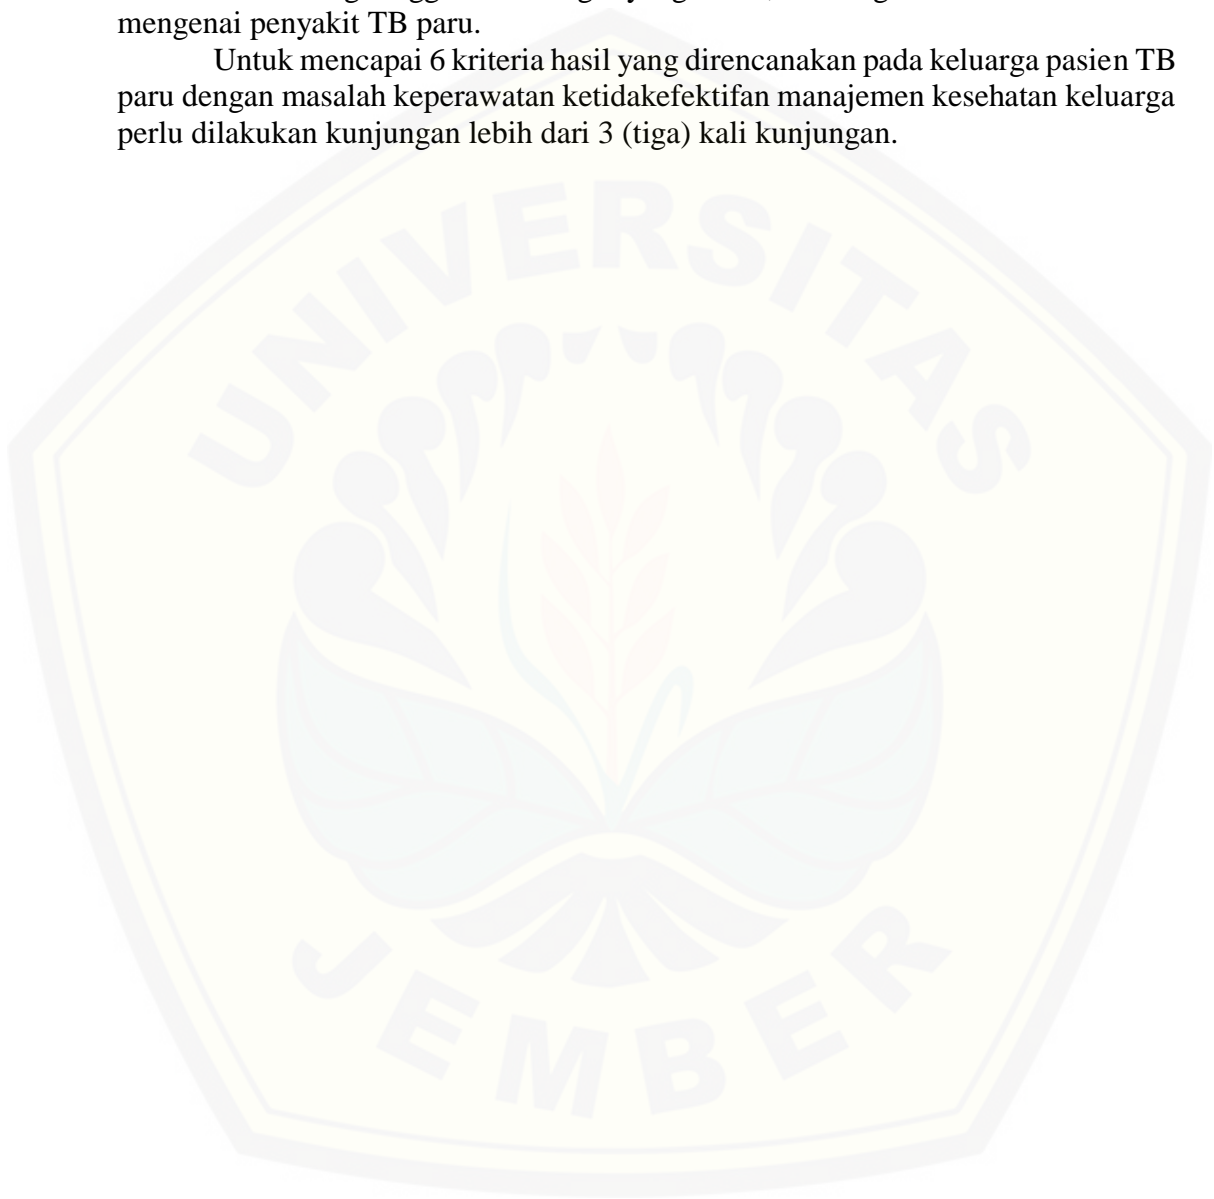 mengenai penyakit TB paru.
Untuk mencapai 6 kriteria hasil yang direncanakan pada keluarga pasien TB
paru dengan masalah keperawatan ketidakefektifan manajemen kesehatan keluarga
perlu dilakukan kunjungan lebih dari 3 (tiga) kali kunjungan.
UNIVERSITAS
JEMBER